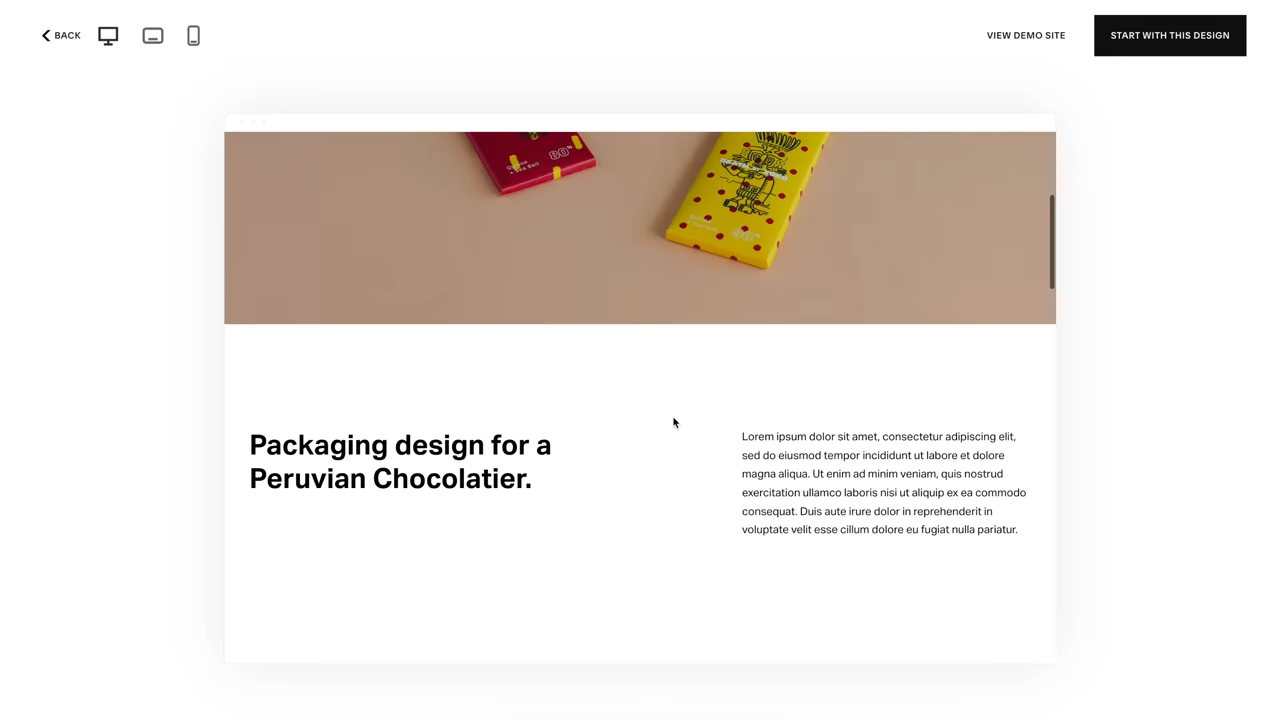 BACK
VIEW DEMO SITE
START WITH THIS DESIGN
80%
+ Sea Salt
Packaging design for a
Peruvian Chocolatier.
Lorem ipsum dolor sit amet, consectetur adipiscing elit,
sed do eiusmod tempor incididunt ut labore et dolore
magna aliqua. Ut enim ad minim veniam, quis nostrud
exercitation ullamco laboris nisi ut aliquip ex ea commodo
consequat. Duis aute irure dolor in reprehenderit in
voluptate velit esse cillum dolore eu fugiat nulla pariatur.